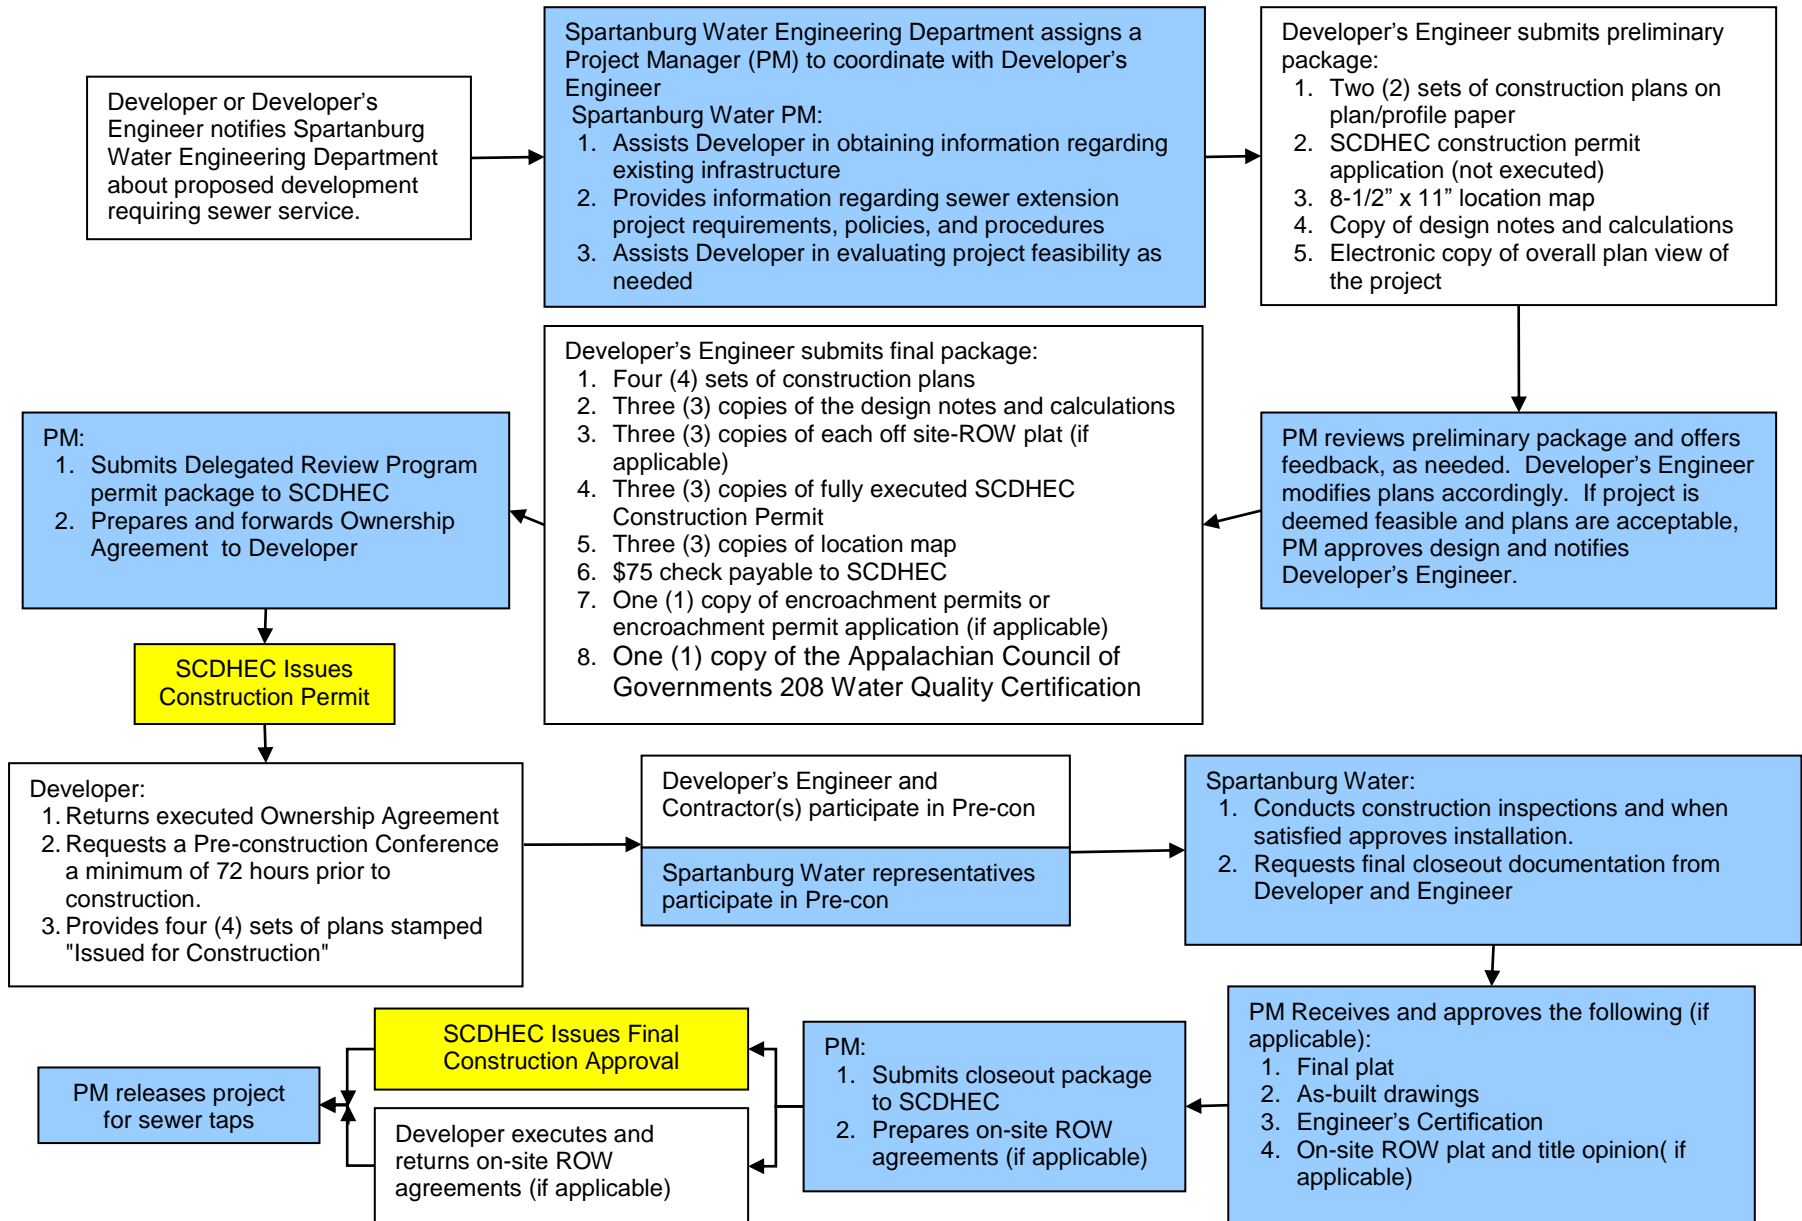 Developer or Developer’s
Engineer notifies Spartanburg
Water Engineering Department
about proposed development
requiring sewer service.
Spartanburg Water Engineering Department assigns a
Project Manager (PM) to coordinate with Developer’s
Engineer
Spartanburg Water PM:
1. Assists Developer in obtaining information regarding
existing infrastructure
2. Provides information regarding sewer extension
project requirements, policies, and procedures
3. Assists Developer in evaluating project feasibility as
needed
Developer’s Engineer submits preliminary
package:
1. Two (2) sets of construction plans on
plan/profile paper
2. SCDHEC construction permit
application (not executed)
3. 8-1/2” x 11” location map
4. Copy of design notes and calculations
5. Electronic copy of overall plan view of
the project
PM reviews preliminary package and offers
feedback, as needed. Developer’s Engineer
modifies plans accordingly. If project is
deemed feasible and plans are acceptable,
PM approves design and notifies
Developer’s Engineer.
Developer’s Engineer submits final package:
1. Four (4) sets of construction plans
2. Three (3) copies of the design notes and calculations
3. Three (3) copies of each off site-ROW plat (if
applicable)
4. Three (3) copies of fully executed SCDHEC
Construction Permit
5. Three (3) copies of location map
6. $75 check payable to SCDHEC
7. One (1) copy of encroachment permits or
encroachment permit application (if applicable)
8. One (1) copy of the Appalachian Council of
Governments 208 Water Quality Certification
PM:
1. Submits Delegated Review Program
permit package to SCDHEC
2. Prepares and forwards Ownership
Agreement to Developer
SCDHEC Issues
Construction Permit
Developer:
1. Returns executed Ownership Agreement
2. Requests a Pre-construction Conference
a minimum of 72 hours prior to
construction.
3. Provides four (4) sets of plans stamped
"Issued for Construction"
Developer’s Engineer and
Contractor(s) participate in Pre-con
Spartanburg Water representatives
participate in Pre-con
Spartanburg Water:
1. Conducts construction inspections and when
satisfied approves installation.
2. Requests final closeout documentation from
Developer and Engineer
PM Receives and approves the following (if
applicable):
1. Final plat
2. As-built drawings
3. Engineer’s Certification
4. On-site ROW plat and title opinion( if
applicable)
PM:
1. Submits closeout package
to SCDHEC
2. Prepares on-site ROW
agreements (if applicable)
SCDHEC Issues Final
Construction Approval
Developer executes and
returns on-site ROW
agreements (if applicable)
PM releases project
for sewer taps